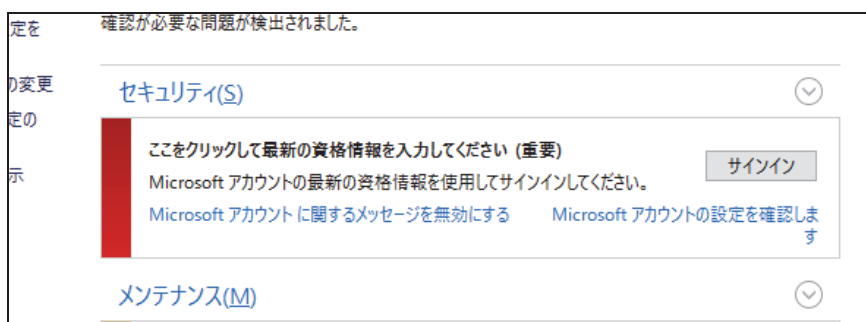 定を
確認が必要な問題が検出されました。
の変更
定の
示
セキュリティ(S)
ここをクリックして最新の資格情報を入力してください (重要)
サインイン
Microsoft アカウントの最新の資格情報を使用してサインインしてください。
Microsoft アカウント に関するメッセージを無効にする
Microsoft アカウントの設定を確認しま
す
メンテナンス(M)